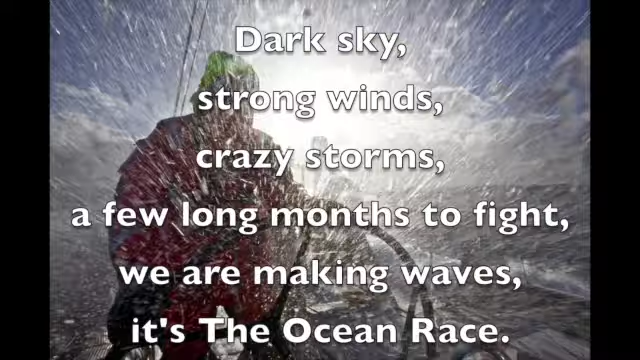 Dark sky,
strong winds,
crazy storms,
a few long months to fight,
we are making waves,
it's The Ocean Race.